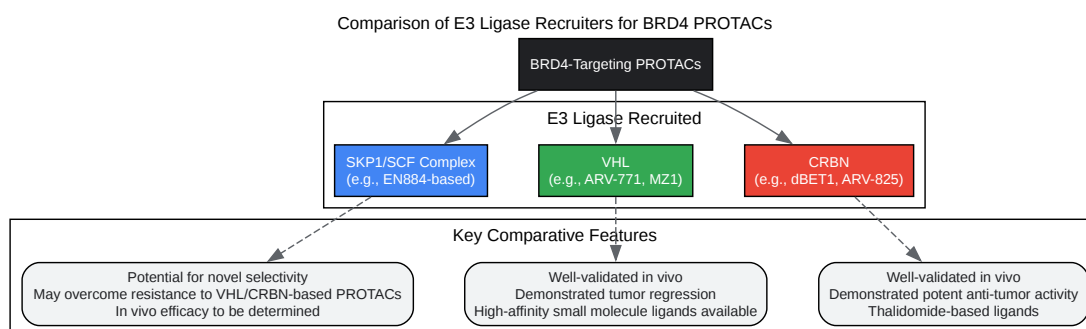 Comparison of E3 Ligase Recruiters for BRD4 PROTACs
BRD4-Targeting PROTACs
E3 Ligase Recruited
SKP1/SCF Complex
(e.g., EN884-based)
VHL
(e.g., ARV-771, MZ1)
CRBN
(e.g., dBET1, ARV-825)
Key Comparative Features
Potential for novel selectivity
May overcome resistance to VHL/CRBN-based PROTACs
In vivo efficacy to be determined
Well-validated in vivo
Demonstrated tumor regression
High-affinity small molecule ligands available
Well-validated in vivo
Demonstrated potent anti-tumor activity
Thalidomide-based ligands